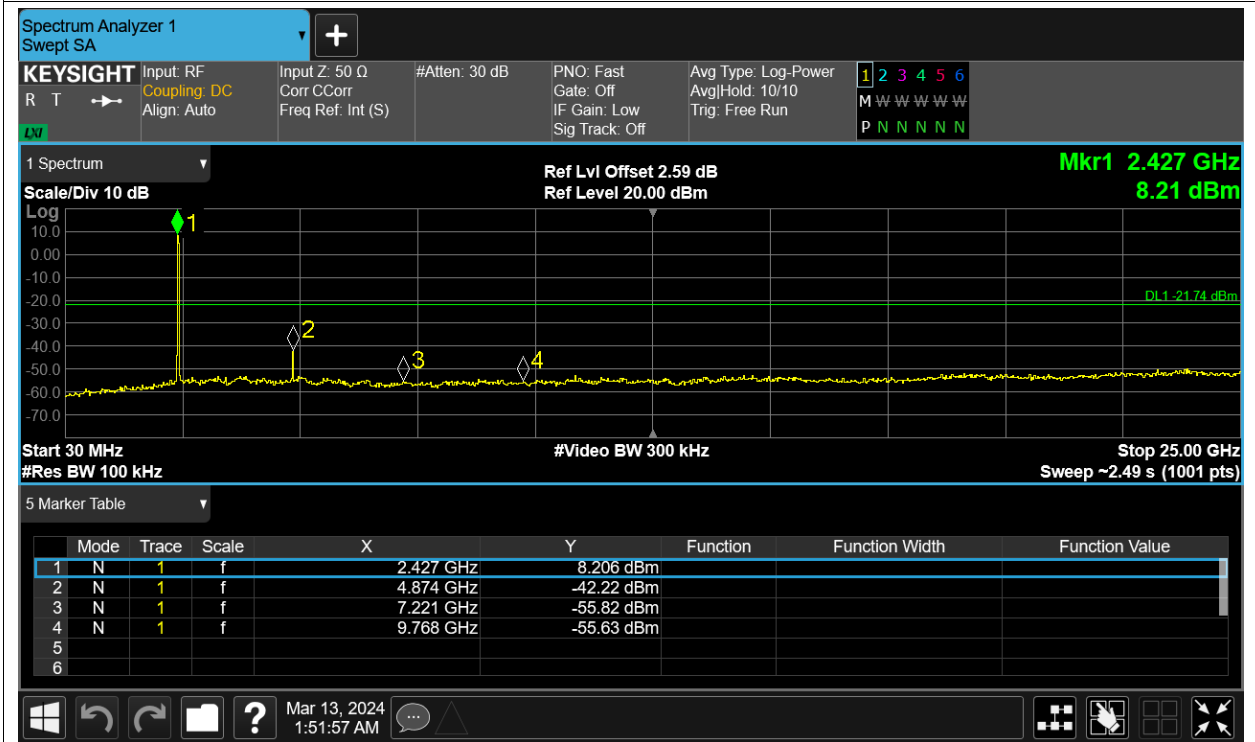 Spectrum Analyzer 1
Swept SA
+
KEYSIGHT
R T
LXI
Input: RF
Coupling: DC
Align: Auto
Input Z: 50 Ω
Corr CCorr
Freq Ref: Int (S)
#Atten: 30 dB
PNO: Fast
Gate: Off
IF Gain: Low
Sig Track: Off
Avg Type: Log-Power
Avg|Hold: 10/10
Trig: Free Run
1 2 3 4 5 6
M W W W W W
P N N N N N
1 Spectrum
Scale/Div 10 dB
Ref Lvl Offset 2.59 dB
Ref Level 20.00 dBm
Mkr1 2.427 GHz
8.21 dBm
Log
10.0
0.00
-10.0
-20.0
-30.0
-40.0
-50.0
-60.0
-70.0
1
2
3
4
DL1 -21.74 dBm
Start 30 MHz
#Video BW 300 kHz
Stop 25.00 GHz
#Res BW 100 kHz
Sweep ~2.49 s (1001 pts)
5 Marker Table
Mode Trace Scale X Y Function Function Width Function Value
1 N 1 f 2.427 GHz 8.206 dBm
2 N 1 f 4.874 GHz -42.22 dBm
3 N 1 f 7.221 GHz -55.82 dBm
4 N 1 f 9.768 GHz -55.63 dBm
5
6
?
Mar 13, 2024
1:51:57 AM